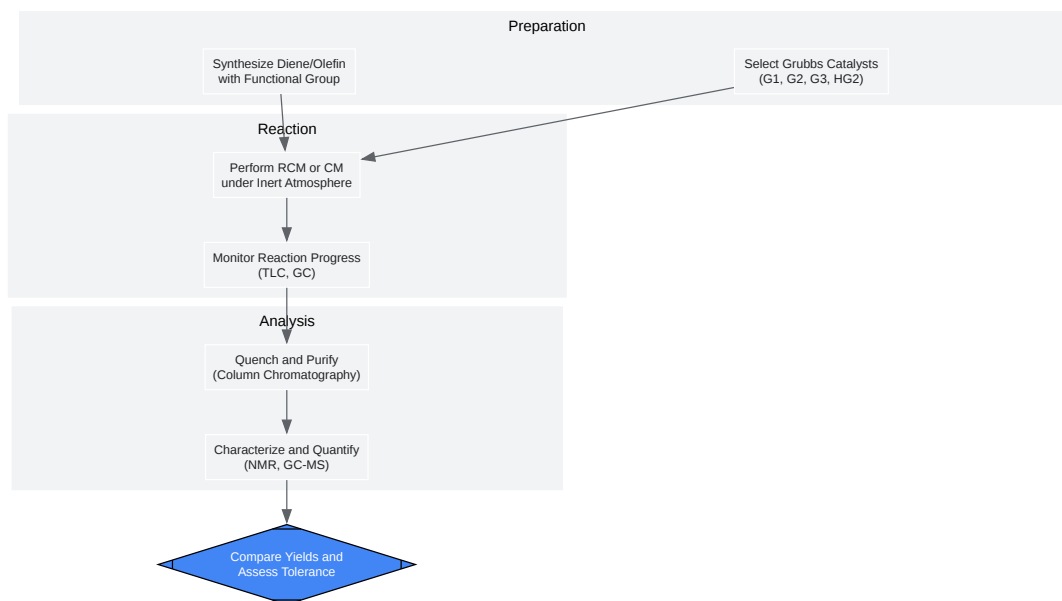 Preparation
Synthesize Diene/Olefin
with Functional Group
Select Grubbs Catalysts
(G1, G2, G3, HG2)
Reaction
Perform RCM or CM
under Inert Atmosphere
Monitor Reaction Progress
(TLC, GC)
Analysis
Quench and Purify
(Column Chromatography)
Characterize and Quantify
(NMR, GC-MS)
Compare Yields and
Assess Tolerance